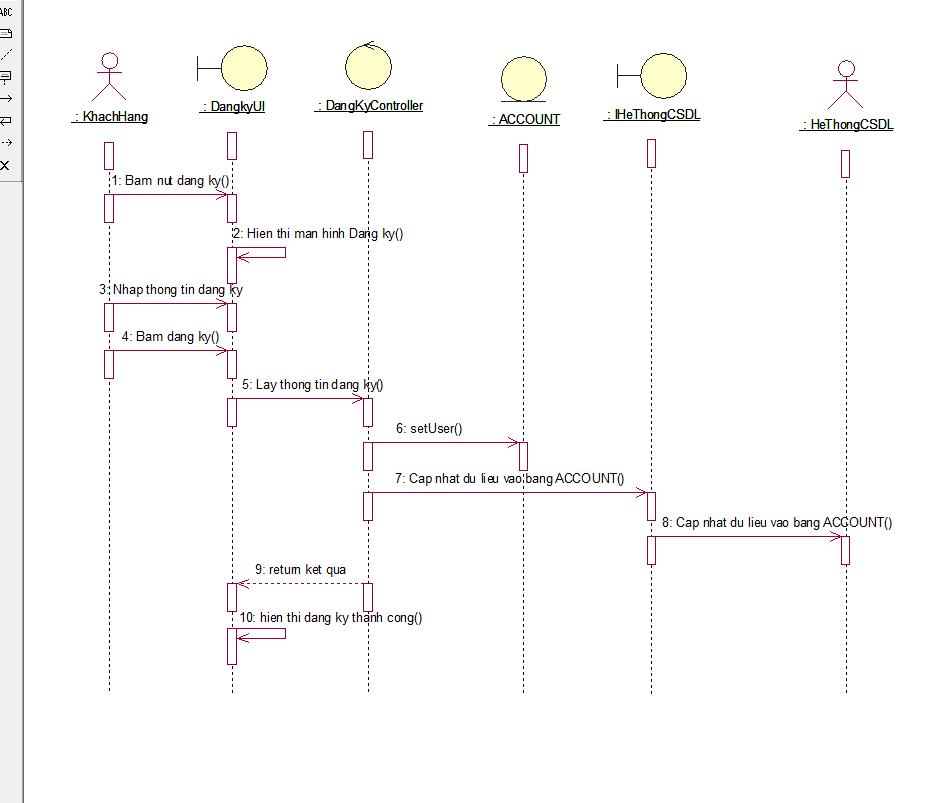 ABC
: KhachHang
: DangkyUI
: DangKyController
: ACCOUNT
: IHeThongCSDL
: HeThongCSDL
1: Bam nut dang ky()
2: Hien thi man hinh Dang ky()
3: Nhap thong tin dang ky
4: Bam dang ky()
5: Lay thong tin dang ky()
6: setUser()
7: Cap nhat du lieu vao bang ACCOUNT()
8: Cap nhat du lieu vao bang ACCOUNT()
9: return ket qua
10: hien thi dang ky thanh cong()